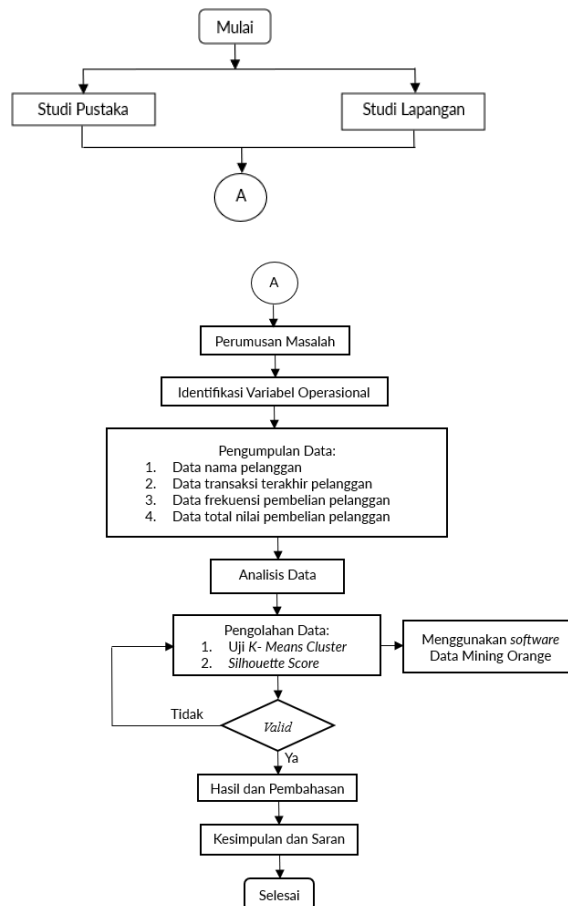 Mulai
Studi Pustaka
Studi Lapangan
A
A
Perumusan Masalah
Identifikasi Variabel Operasional
Pengumpulan Data:
1. Data nama pelanggan
2. Data transaksi terakhir pelanggan
3. Data frekuensi pembelian pelanggan
4. Data total nilai pembelian pelanggan
Analisis Data
Pengolahan Data:
1. Uji K- Means Cluster
2. Silhouette Score
Menggunakan software
Data Mining Orange
Tidak
Valid
Ya
Hasil dan Pembahasan
Kesimpulan dan Saran
Selesai